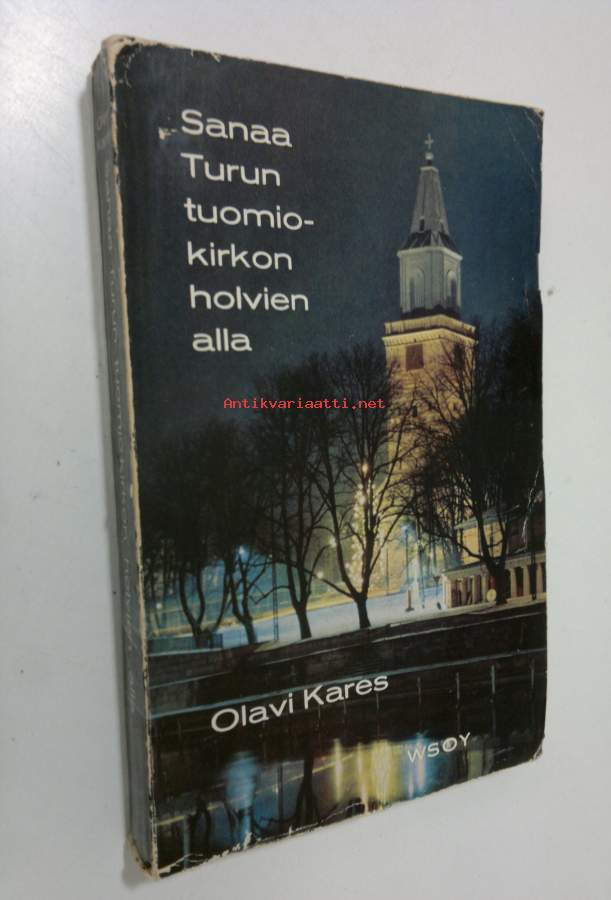 Sanaa
Turun
tuomio-
kirkon
holvien
alla
Antikvariaatti.net
Olavi Kares
WSOY